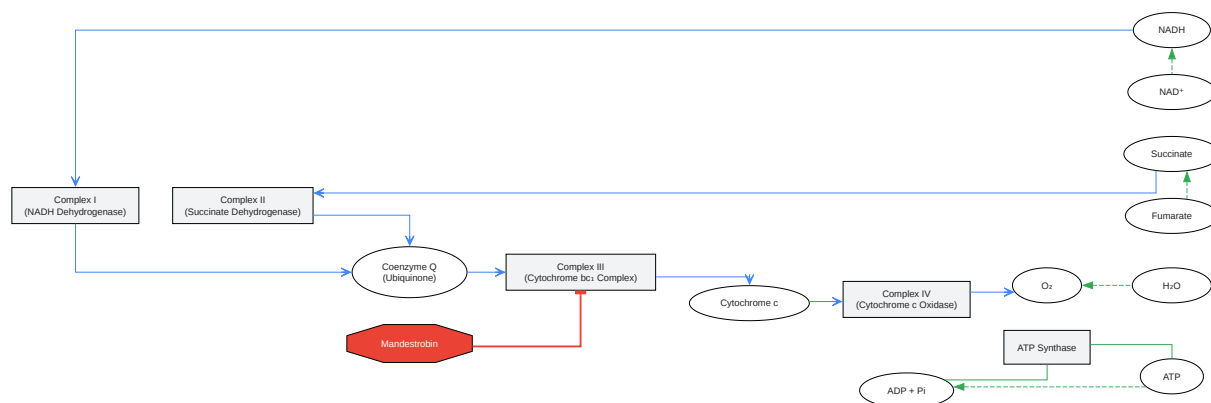 NADH
NAD⁺
Succinate
Complex I
(NADH Dehydrogenase)
Complex II
(Succinate Dehydrogenase)
Fumarate
Coenzyme Q
(Ubiquinone)
Complex III
(Cytochrome bc₁ Complex)
Cytochrome c
Complex IV
(Cytochrome c Oxidase)
O₂
H₂O
Mandestrobin
ATP Synthase
ADP + Pi
ATP